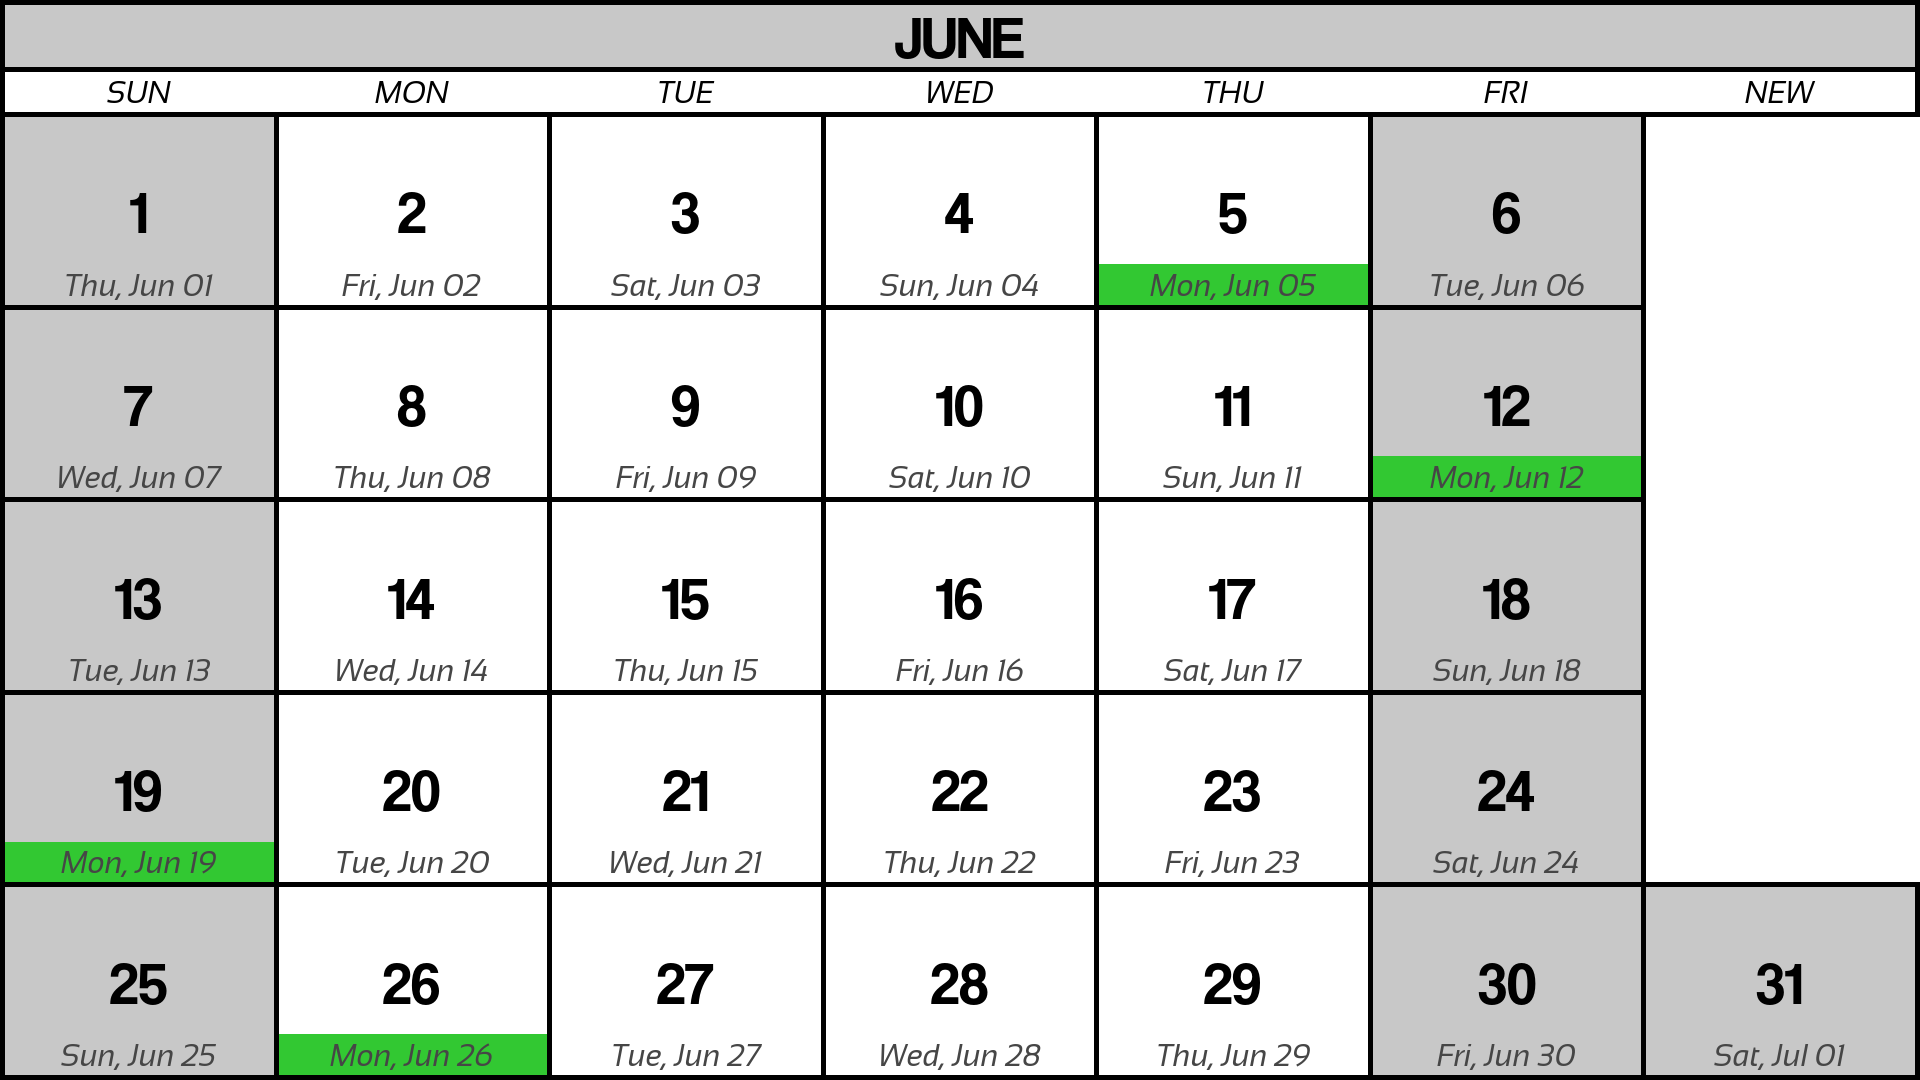 JUNE
SUN MON TUE WED THU FRI NEW
1 2 3 4 5 6
Thu, Jun 01 Fri, Jun 02 Sat, Jun 03 Sun, Jun 04 Mon, Jun 05 Tue, Jun 06
7 8 9 10 11 12
Wed, Jun 07 Thu, Jun 08 Fri, Jun 09 Sat, Jun 10 Sun, Jun 11 Mon, Jun 12
13 14 15 16 17 18
Tue, Jun 13 Wed, Jun 14 Thu, Jun 15 Fri, Jun 16 Sat, Jun 17 Sun, Jun 18
19 20 21 22 23 24
Mon, Jun 19 Tue, Jun 20 Wed, Jun 21 Thu, Jun 22 Fri, Jun 23 Sat, Jun 24
25 26 27 28 29 30 31
Sun, Jun 25 Mon, Jun 26 Tue, Jun 27 Wed, Jun 28 Thu, Jun 29 Fri, Jun 30 Sat, Jul 01